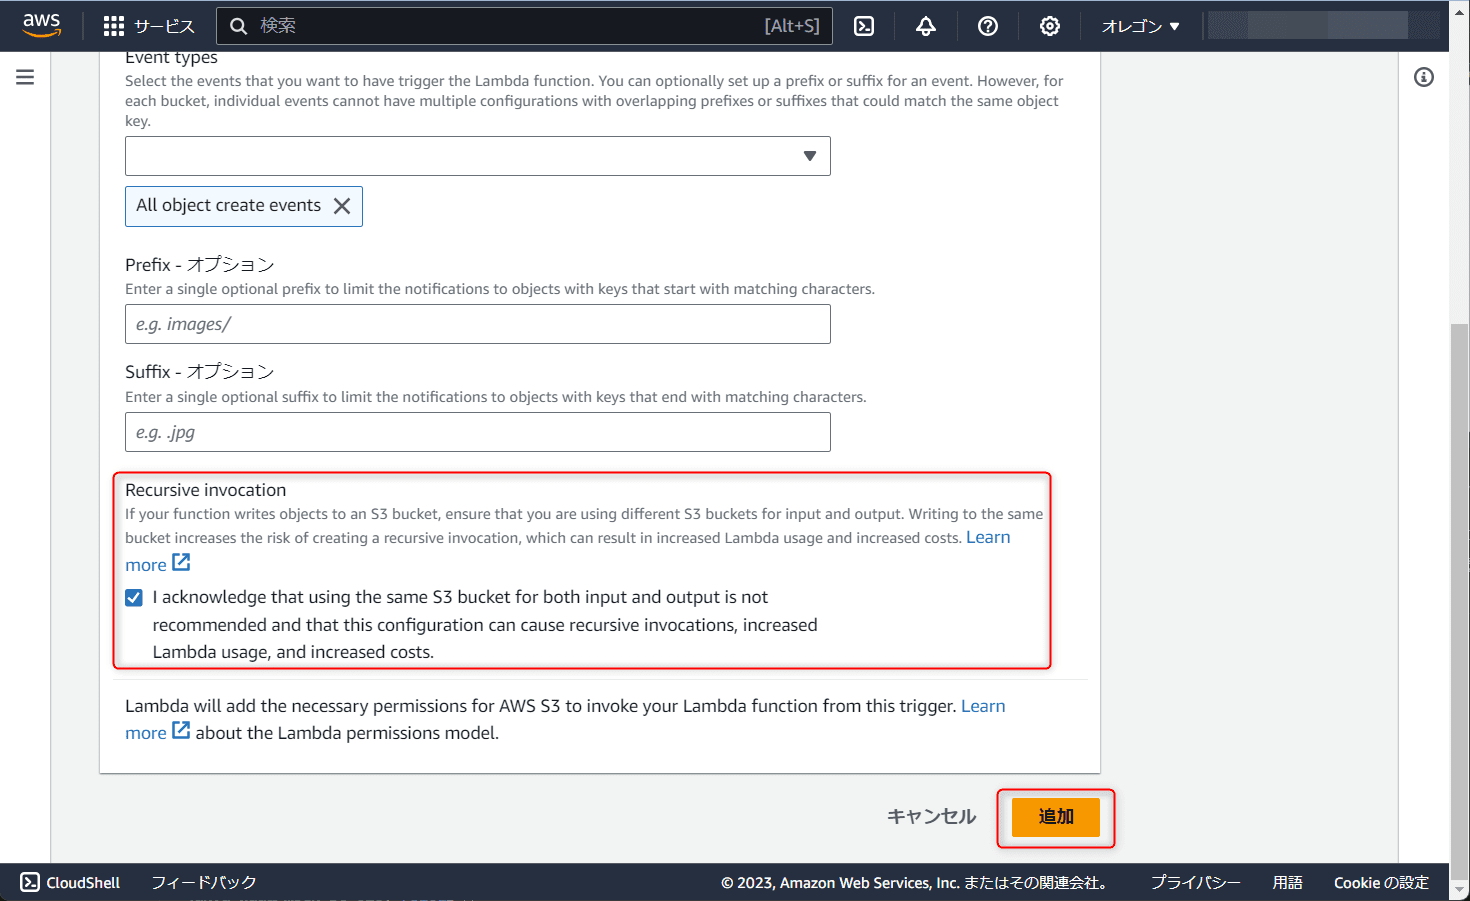 aws サービス 検索 [Alt+S] オレゴン ▼
Event types
Select the events that you want to have trigger the Lambda function. You can optionally set up a prefix or suffix for an event. However, for
each bucket, individual events cannot have multiple configurations with overlapping prefixes or suffixes that could match the same object
key.
All object create events
Prefix - オプション
Enter a single optional prefix to limit the notifications to objects with keys that start with matching characters.
e.g. images/
Suffix - オプション
Enter a single optional suffix to limit the notifications to objects with keys that end with matching characters.
e.g. .jpg
Recursive invocation
If your function writes objects to an S3 bucket, ensure that you are using different S3 buckets for input and output. Writing to the same
bucket increases the risk of creating a recursive invocation, which can result in increased Lambda usage and increased costs. Learn
more
I acknowledge that using the same S3 bucket for both input and output is not
recommended and that this configuration can cause recursive invocations, increased
Lambda usage, and increased costs.
Lambda will add the necessary permissions for AWS S3 to invoke your Lambda function from this trigger. Learn
more about the Lambda permissions model.
キャンセル 追加
CloudShell フィードバック © 2023, Amazon Web Services, Inc. またはその関連会社。 プライバシー 用語 Cookie の設定